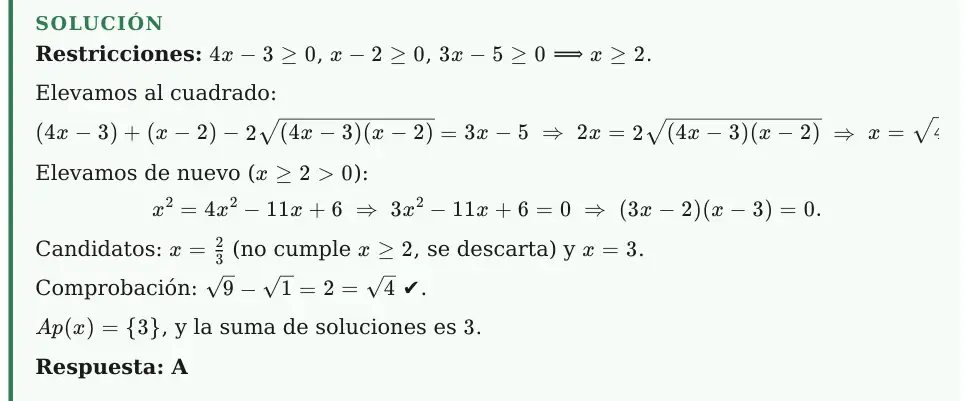 SOLUCIÓN
Restricciones: 4x − 3 ≥ 0, x − 2 ≥ 0, 3x − 5 ≥ 0 ⟹ x ≥ 2.
Elevamos al cuadrado:
(4x − 3) + (x − 2) − 2√((4x − 3)(x − 2)) = 3x − 5 ⇒ 2x = 2√((4x − 3)(x − 2)) ⇒ x = √
Elevamos de nuevo (x ≥ 2 > 0):
x² = 4x² − 11x + 6 ⇒ 3x² − 11x + 6 = 0 ⇒ (3x − 2)(x − 3) = 0.
Candidatos: x = 2/3 (no cumple x ≥ 2, se descarta) y x = 3.
Comprobación: √9 − √1 = 2 = √4 ✔.
Ap(x) = {3}, y la suma de soluciones es 3.
Respuesta: A